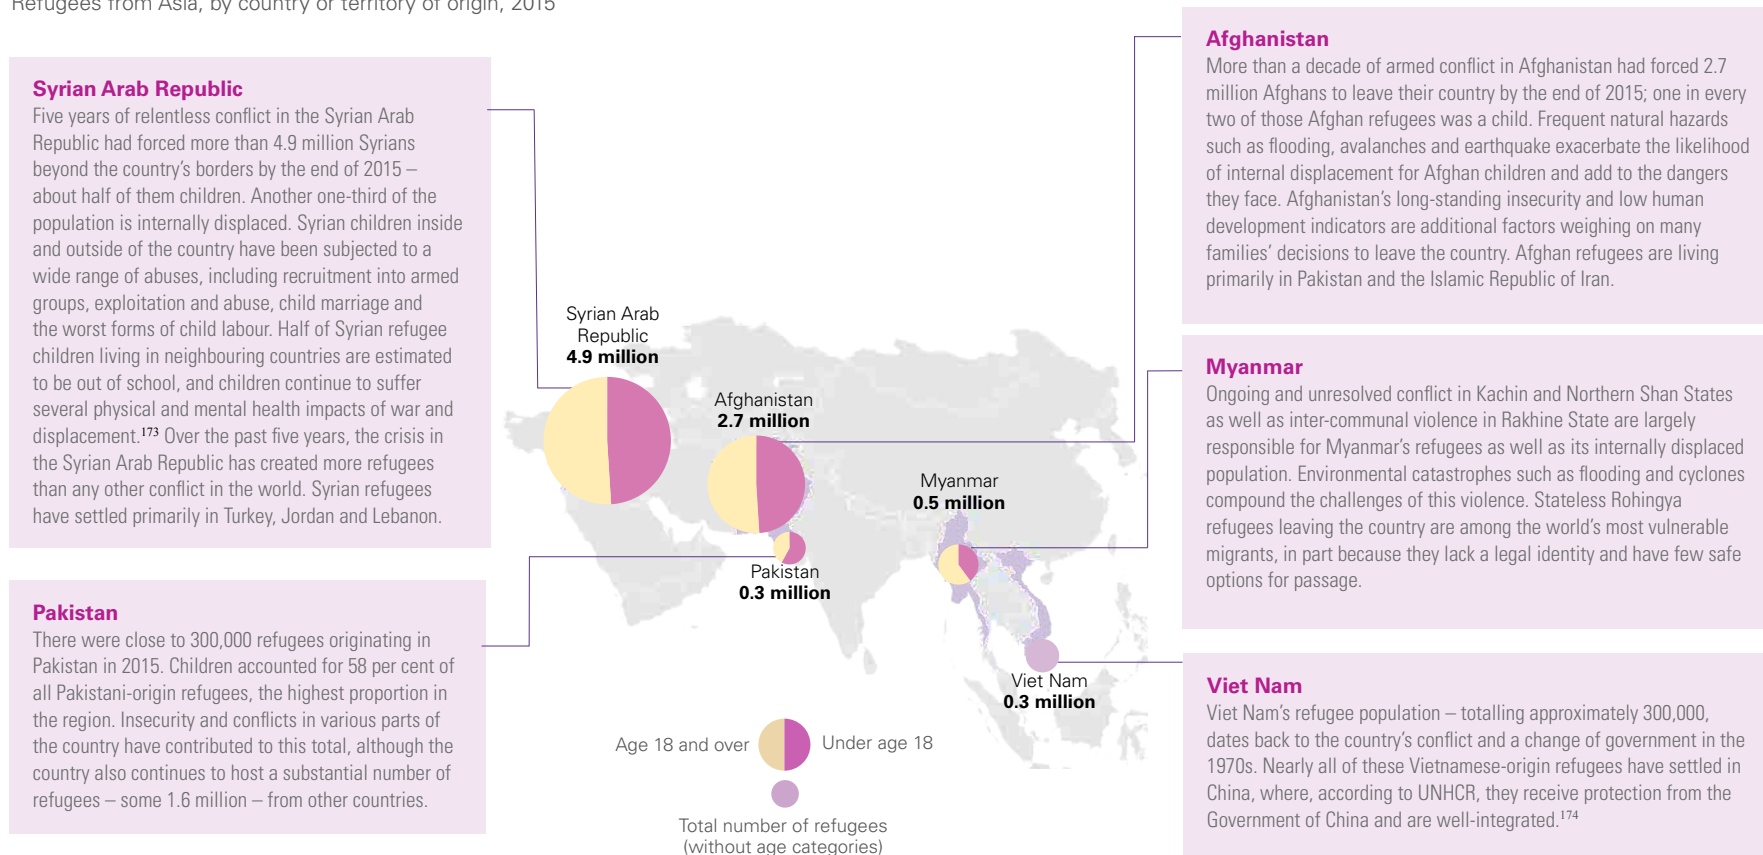 Refugees from Asia, by country or territory of origin, 2015
Syrian Arab Republic
Five years of relentless conflict in the Syrian Arab
Republic had forced more than 4.9 million Syrians
beyond the country’s borders by the end of 2015 –
about half of them children. Another one-third of the
population is internally displaced. Syrian children inside
and outside of the country have been subjected to a
wide range of abuses, including recruitment into armed
groups, exploitation and abuse, child marriage and
the worst forms of child labour. Half of Syrian refugee
children living in neighbouring countries are estimated
to be out of school, and children continue to suffer
several physical and mental health impacts of war and
displacement.173 Over the past five years, the crisis in
the Syrian Arab Republic has created more refugees
than any other conflict in the world. Syrian refugees
have settled primarily in Turkey, Jordan and Lebanon.
Pakistan
There were close to 300,000 refugees originating in
Pakistan in 2015. Children accounted for 58 per cent of
all Pakistani-origin refugees, the highest proportion in
the region. Insecurity and conflicts in various parts of
the country have contributed to this total, although the
country also continues to host a substantial number of
refugees – some 1.6 million – from other countries.
Syrian Arab
Republic
4.9 million
Afghanistan
2.7 million
Myanmar
0.5 million
Pakistan
0.3 million
Viet Nam
0.3 million
Age 18 and over
Under age 18
Total number of refugees
(without age categories)
Afghanistan
More than a decade of armed conflict in Afghanistan had forced 2.7
million Afghans to leave their country by the end of 2015; one in every
two of those Afghan refugees was a child. Frequent natural hazards
such as flooding, avalanches and earthquake exacerbate the likelihood
of internal displacement for Afghan children and add to the dangers
they face. Afghanistan’s long-standing insecurity and low human
development indicators are additional factors weighing on many
families’ decisions to leave the country. Afghan refugees are living
primarily in Pakistan and the Islamic Republic of Iran.
Myanmar
Ongoing and unresolved conflict in Kachin and Northern Shan States
as well as inter-communal violence in Rakhine State are largely
responsible for Myanmar’s refugees as well as its internally displaced
population. Environmental catastrophes such as flooding and cyclones
compound the challenges of this violence. Stateless Rohingya
refugees leaving the country are among the world’s most vulnerable
migrants, in part because they lack a legal identity and have few safe
options for passage.
Viet Nam
Viet Nam’s refugee population – totalling approximately 300,000,
dates back to the country’s conflict and a change of government in the
1970s. Nearly all of these Vietnamese-origin refugees have settled in
China, where, according to UNHCR, they receive protection from the
Government of China and are well-integrated.174